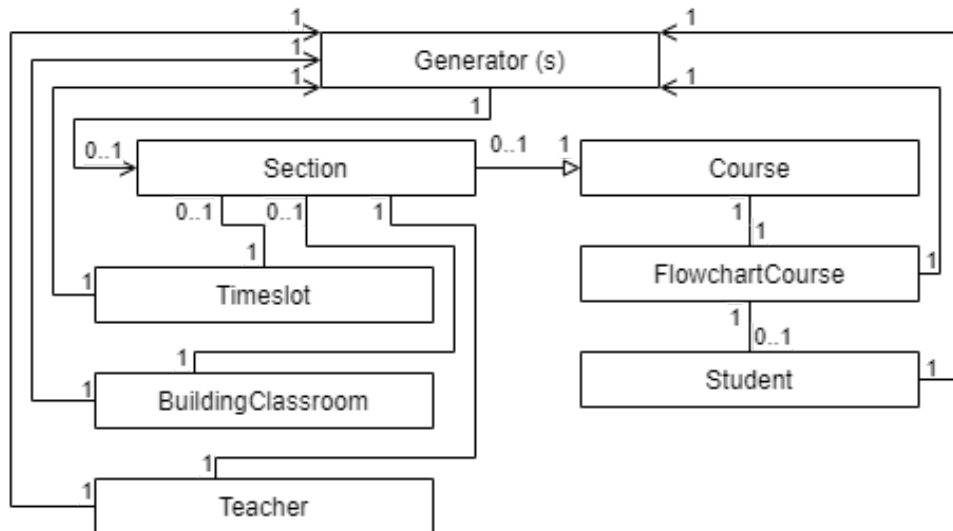 1 1
1 Generator (s) 1
1
1
0..1 Section 0..1 1 Course
0..1 0..1 1 1
1 1
1 Timeslot FlowchartCourse 1
1
1 0..1
1 BuildingClassroom Student 1
1
1 Teacher